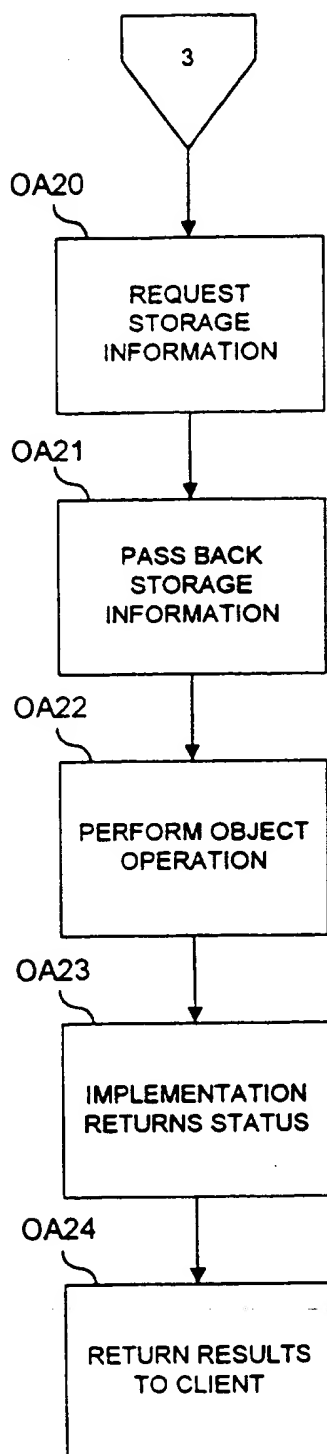 3
OA20
REQUEST
STORAGE
INFORMATION
OA21
PASS BACK
STORAGE
INFORMATION
OA22
PERFORM OBJECT
OPERATION
OA23
IMPLEMENTATION
RETURNS STATUS
OA24
RETURN RESULTS
TO CLIENT